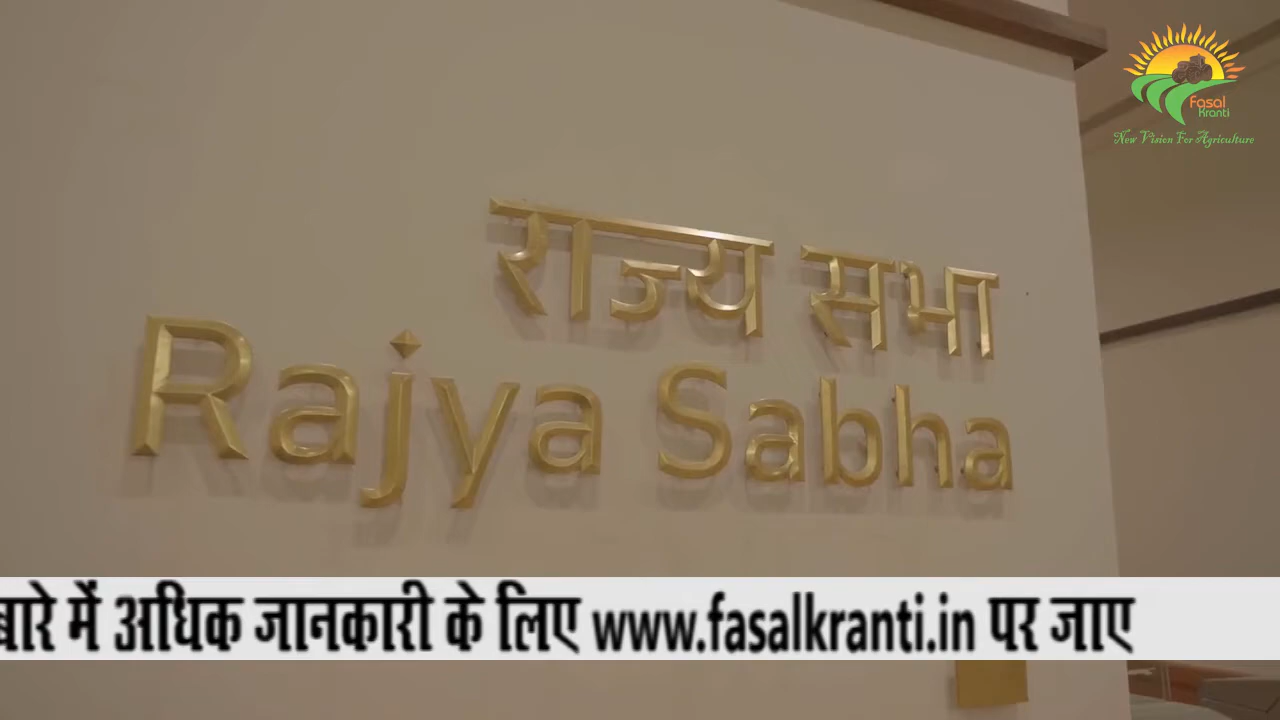 Fasal
Kranti
New Vision For Agriculture
राज्य सभा
Rajya Sabha
बारे में अधिक जानकारी के लिए www.fasalkranti.in पर जाए